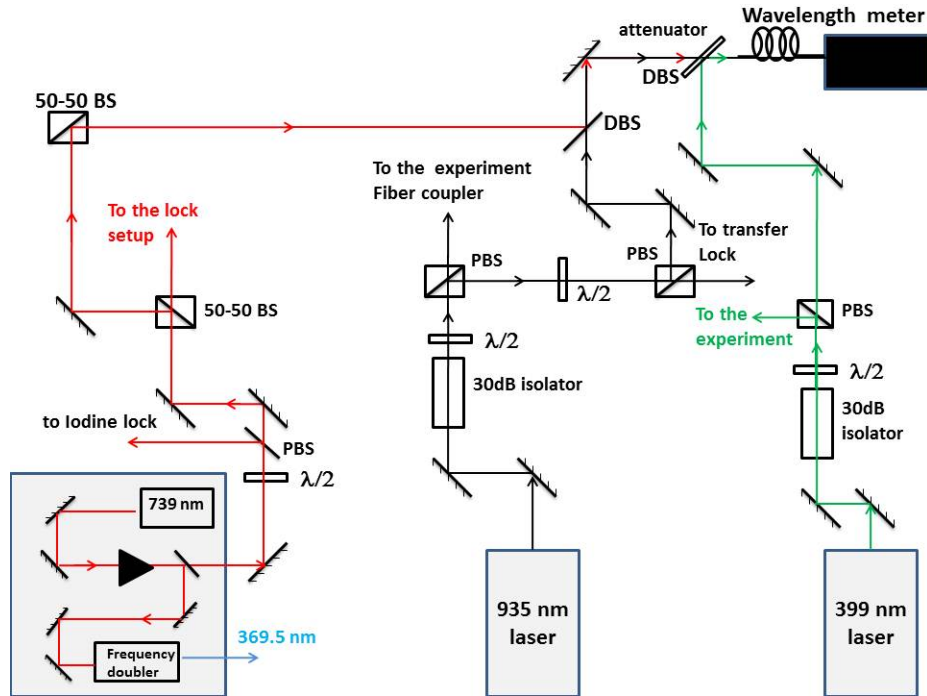 Wavelength meter
attenuator
DBS
50-50 BS
DBS
To the experiment
Fiber coupler
To the lock
setup
To transfer
Lock
PBS
PBS
λ/2
50-50 BS
PBS
To the
experiment
λ/2
λ/2
30dB isolator
30dB
isolator
to Iodine lock
PBS
λ/2
739 nm
935 nm
laser
399 nm
laser
369.5 nm
Frequency
doubler